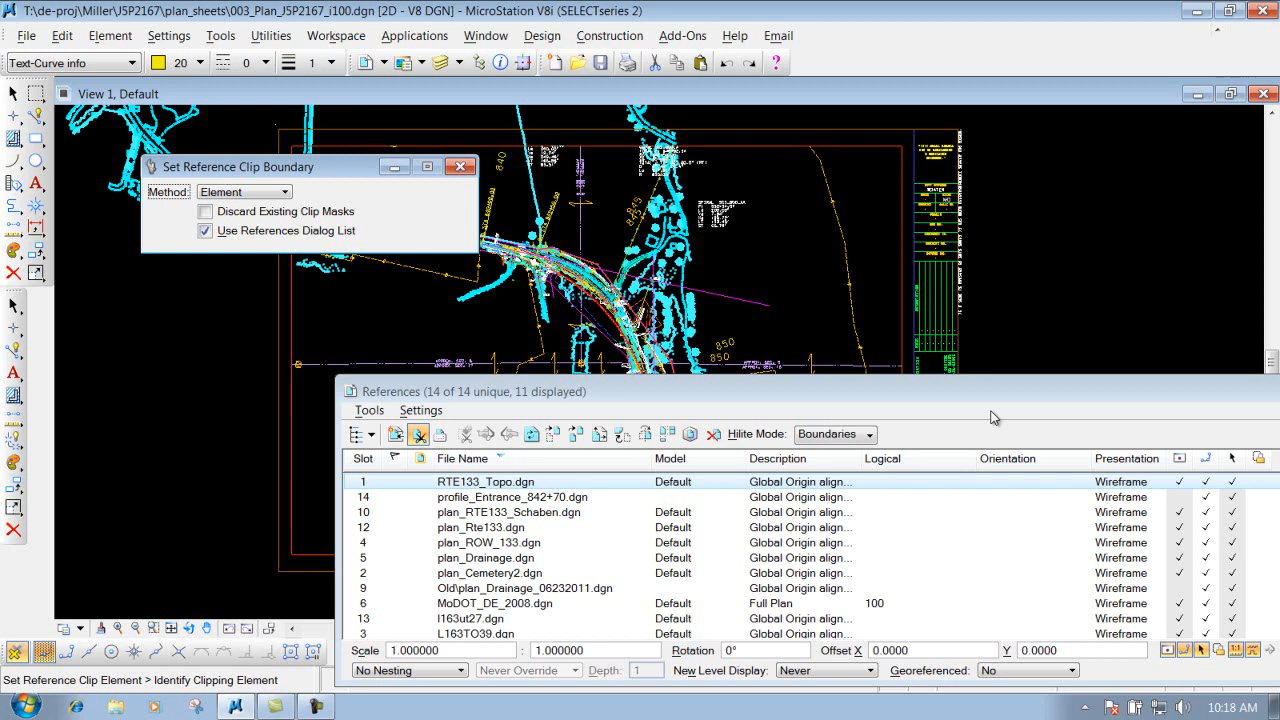 T:\de-proj\Miller\J5P2167\plan_sheets\003_Plan_J5P2167_i100.dgn [2D - V8 DGN] - MicroStation V8i (SELECTseries 2)
File Edit Element Settings Tools Utilities Workspace Applications Window Design Construction Add-Ons Help Email
Text-Curve info 20 0 1
View 1, Default
Set Reference Clip Boundary
Method: Element
Discard Existing Clip Masks
Use References Dialog List
840
845
850
850
References (14 of 14 unique, 11 displayed)
Tools Settings
Hilite Mode: Boundaries
Slot File Name Model Description Logical Orientation Presentation
1 RTE133_Topo.dgn Default Global Origin align... Wireframe
14 profile_Entrance_842+70.dgn Global Origin align... Wireframe
10 plan_RTE133_Schaben.dgn Default Global Origin align... Wireframe
12 plan_Rte133.dgn Default Global Origin align... Wireframe
4 plan_ROW_133.dgn Default Global Origin align... Wireframe
5 plan_Drainage.dgn Default Global Origin align... Wireframe
2 plan_Cemetery2.dgn Default Global Origin align... Wireframe
9 Old\plan_Drainage_06232011.dgn Global Origin align... Wireframe
6 MoDOT_DE_2008.dgn Default Full Plan 100 Wireframe
13 I163ut27.dgn Default Global Origin align... Wireframe
3 L163TO39.dgn Default Global Origin align... Wireframe
Scale 1.000000 : 1.000000 Rotation 0° Offset X 0.0000 Y 0.0000
No Nesting Never Override Depth: 1 New Level Display: Never Georeferenced: No
Set Reference Clip Element > Identify Clipping Element
10:18 AM